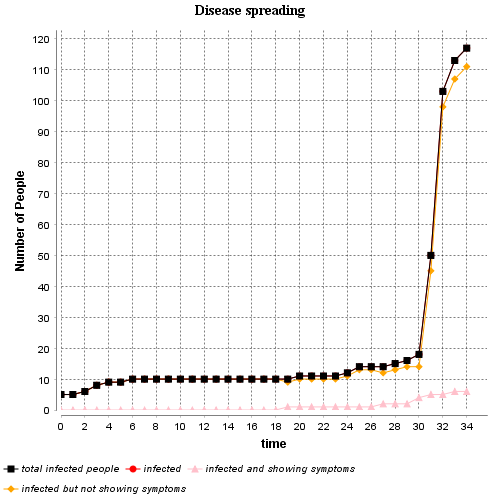 Disease spreading
120
110
100
90
80
70
60
50
40
30
20
10
0
Number of People
0 2 4 6 8 10 12 14 16 18 20 22 24 26 28 30 32 34
time
total infected people infected infected and showing symptoms
infected but not showing symptoms